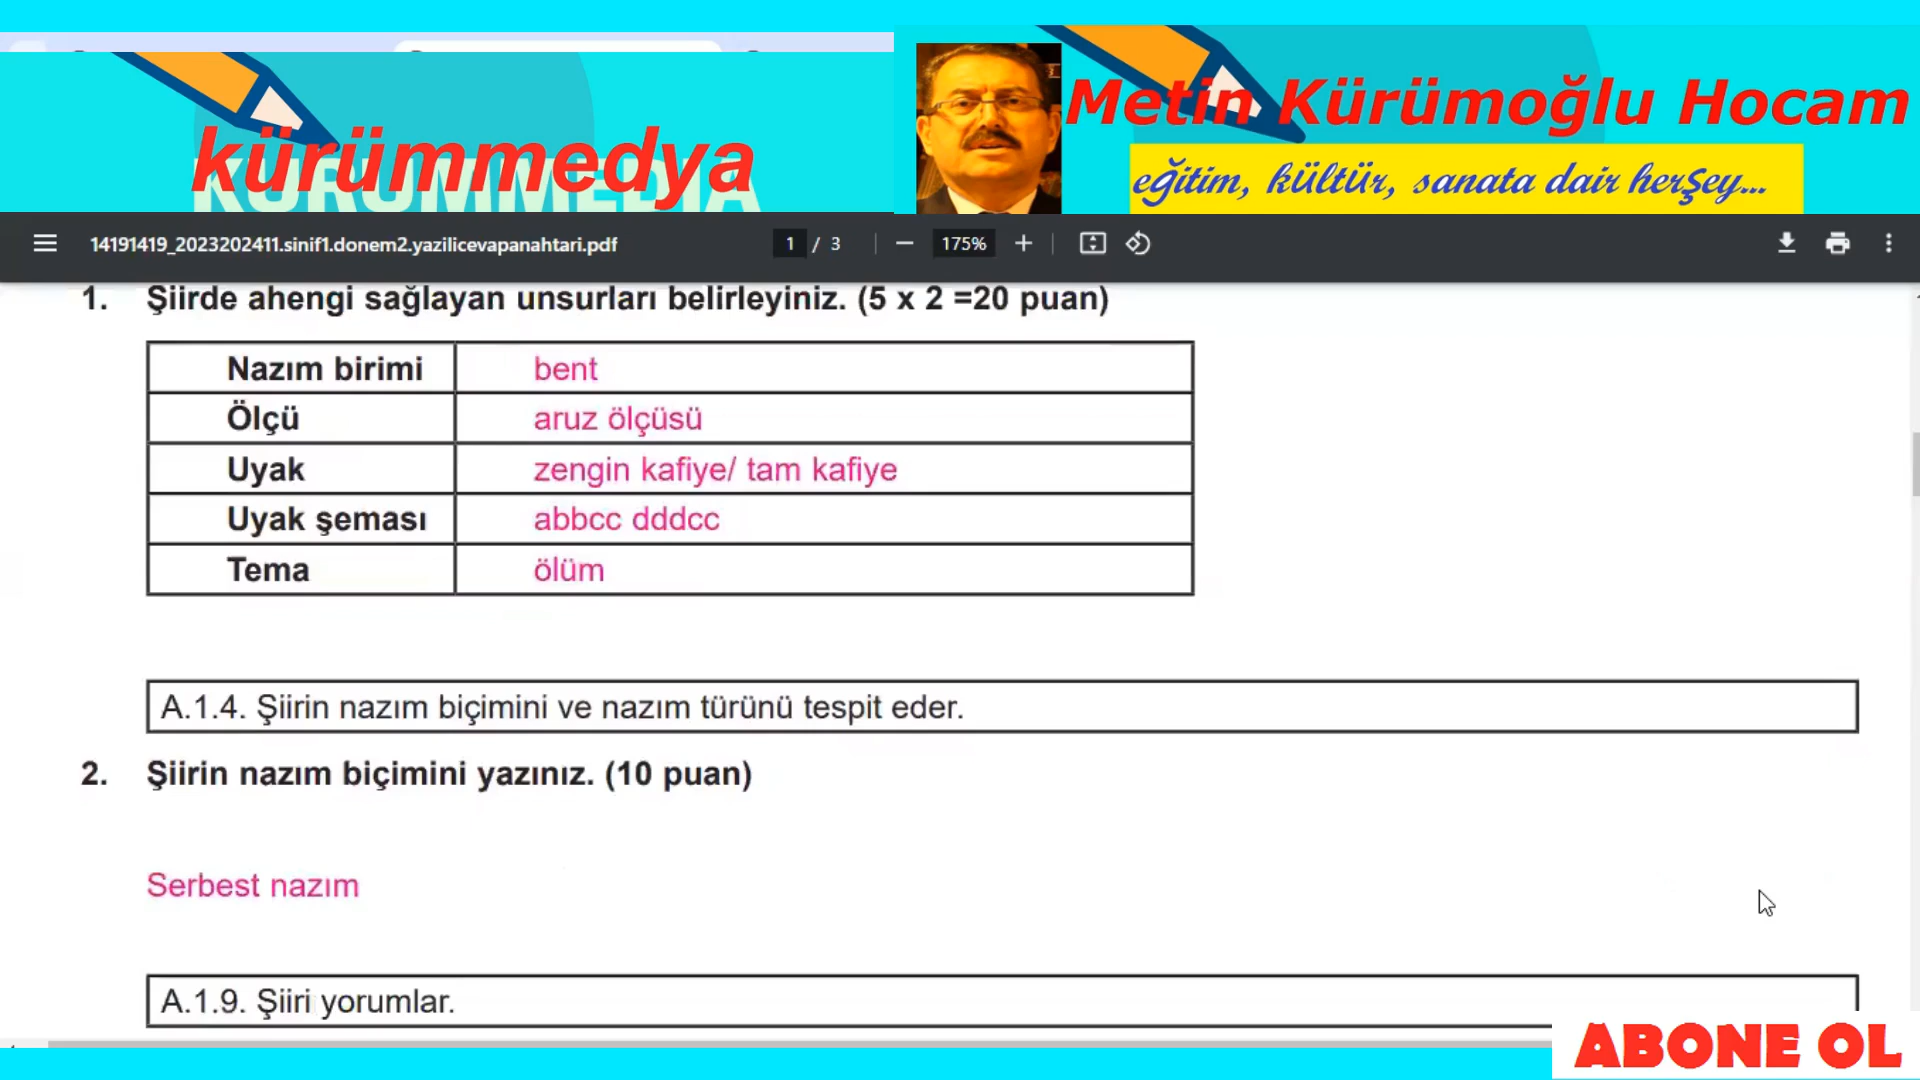 kürümmedya
KURUMMEDIA
Metin Kürümoğlu Hocam
eğitim, kültür, sanata dair herşey...
14191419_2023202411.sinif1.donem2.yazilicevapanahtari.pdf
1 / 3
175%
1. Şiirde ahengi sağlayan unsurları belirleyiniz. (5 x 2 =20 puan)
Nazım birimi bent
Ölçü aruz ölçüsü
Uyak zengin kafiye/ tam kafiye
Uyak şeması abbcc dddcc
Tema ölüm
A.1.4. Şiirin nazım biçimini ve nazım türünü tespit eder.
2. Şiirin nazım biçimini yazınız. (10 puan)
Serbest nazım
A.1.9. Şiiri yorumlar.
ABONE OL